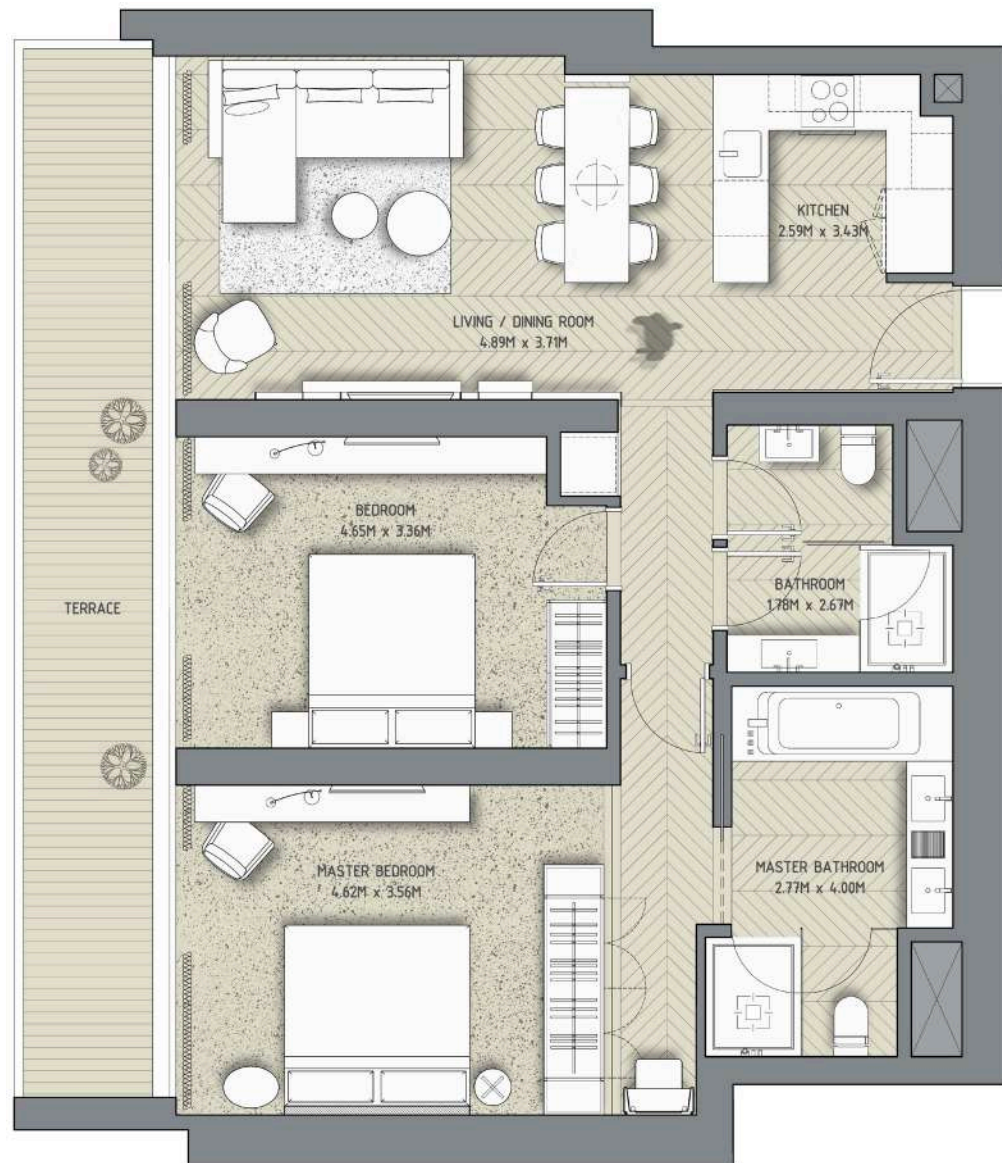 KITCHEN
2.59M x 3.43M
LIVING / DINING ROOM
4.89M x 3.71M
BEDROOM
4.65M x 3.36M
TERRACE
BATHROOM
1.78M x 2.67M
MASTER BEDROOM
4.62M x 3.56M
MASTER BATHROOM
2.77M x 4.00M